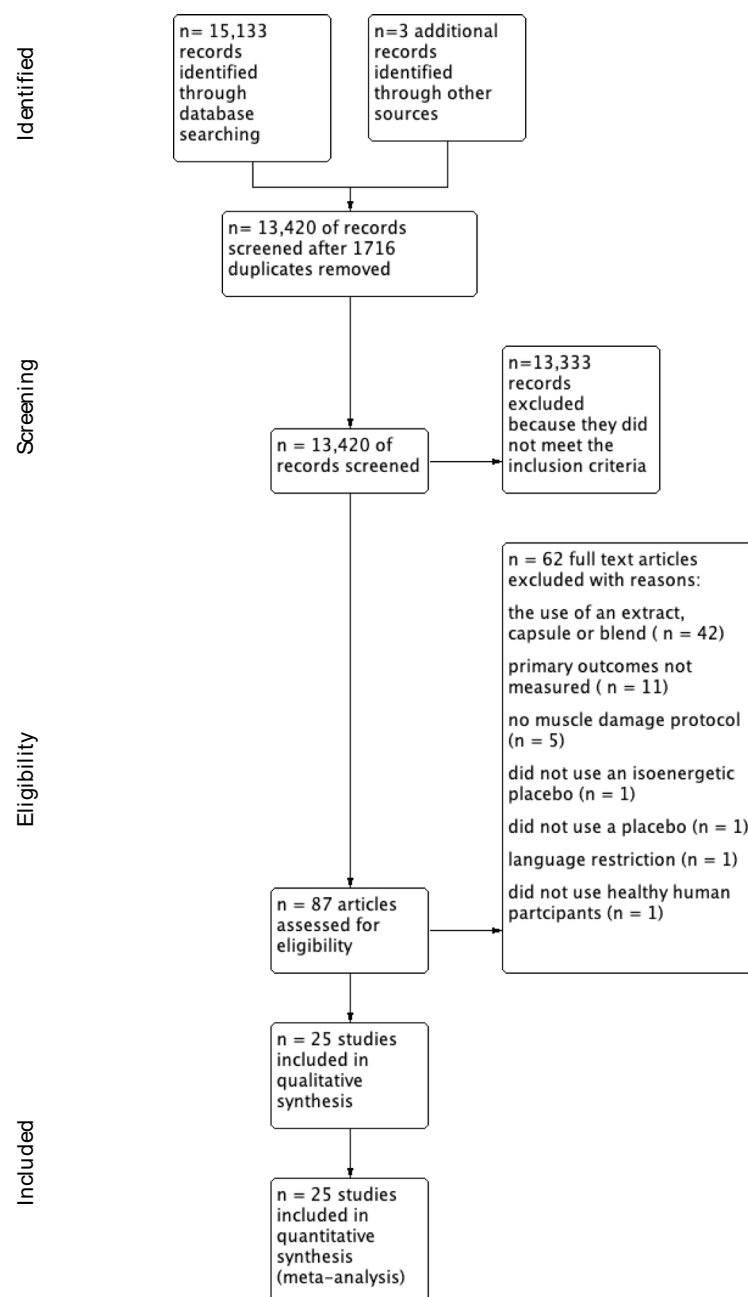 Identified
n= 15,133
records
identified
through
database
searching
n=3 additional
records
identified
through other
sources
n= 13,420 of records
screened after 1716
duplicates removed
Screening
n=13,333
records
excluded
because they did
not meet the
inclusion criteria
n = 13,420 of
records screened
Eligibility
n = 62 full text articles
excluded with reasons:
the use of an extract,
capsule or blend ( n = 42)
primary outcomes not
measured ( n = 11)
no muscle damage protocol
(n = 5)
did not use an isoenergetic
placebo (n = 1)
did not use a placebo (n = 1)
language restriction (n = 1)
did not use healthy human
partcipants (n = 1)
n = 87 articles
assessed for
eligibility
Included
n = 25 studies
included in
qualitative
synthesis
n = 25 studies
included in
quantitative
synthesis
(meta-analysis)